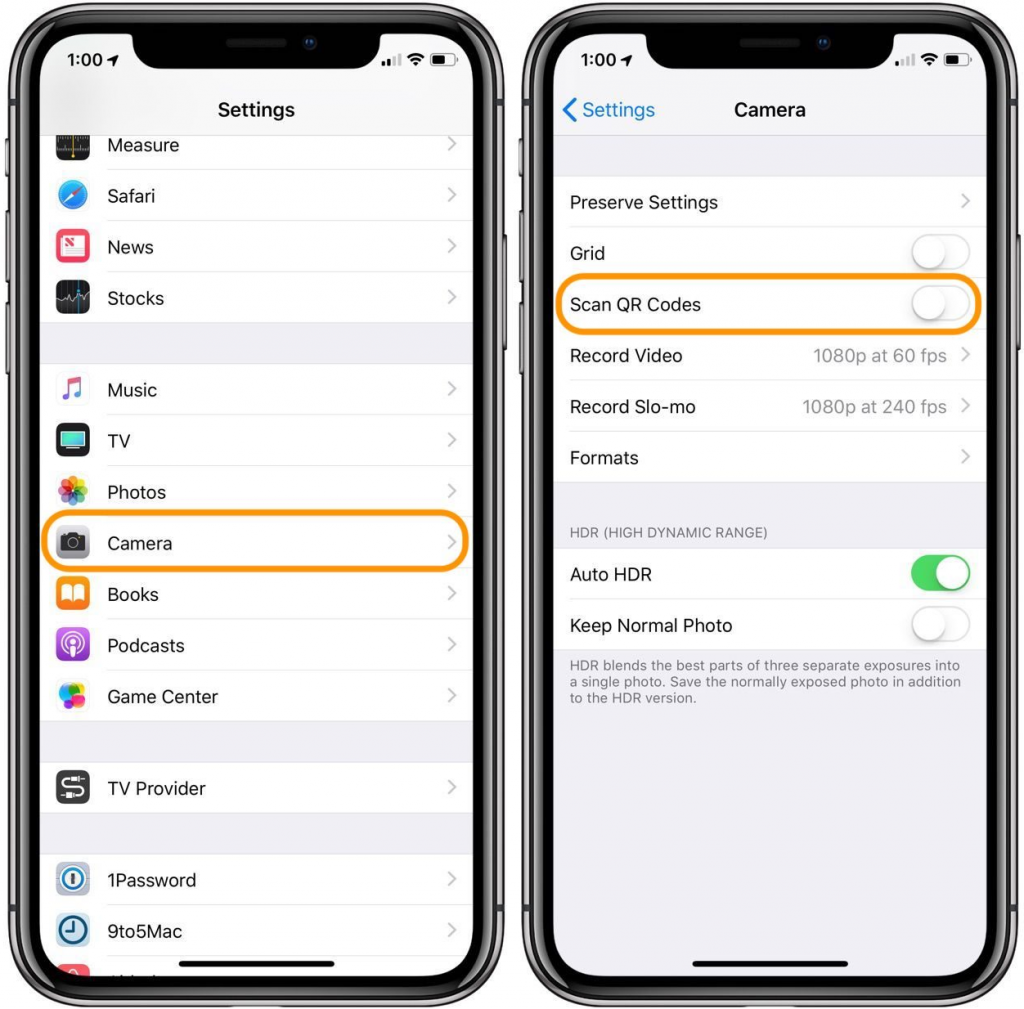 1:00
Settings
Measure
Safari
News
Stocks
Music
TV
Photos
Camera
Books
Podcasts
Game Center
TV Provider
1Password
9to5Mac
1:00
Settings
Camera
Preserve Settings
Grid
Scan QR Codes
Record Video 1080p at 60 fps
Record Slo-mo 1080p at 240 fps
Formats
HDR (HIGH DYNAMIC RANGE)
Auto HDR
Keep Normal Photo
HDR blends the best parts of three separate exposures into
a single photo. Save the normally exposed photo in addition
to the HDR version.